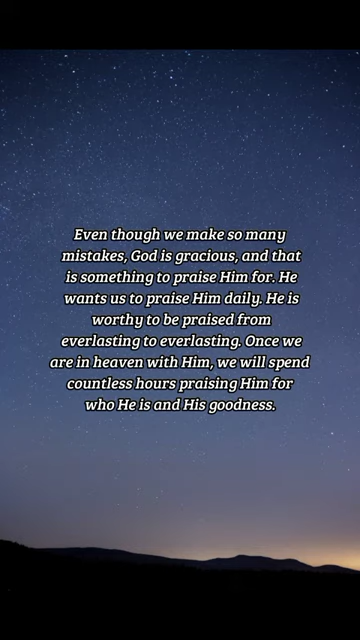 Even though we make so many
mistakes, God is gracious, and that
is something to praise Him for. He
wants us to praise Him daily. He is
worthy to be praised from
everlasting to everlasting. Once we
are in heaven with Him, we will spend
countless hours praising Him for
who He is and His goodness.